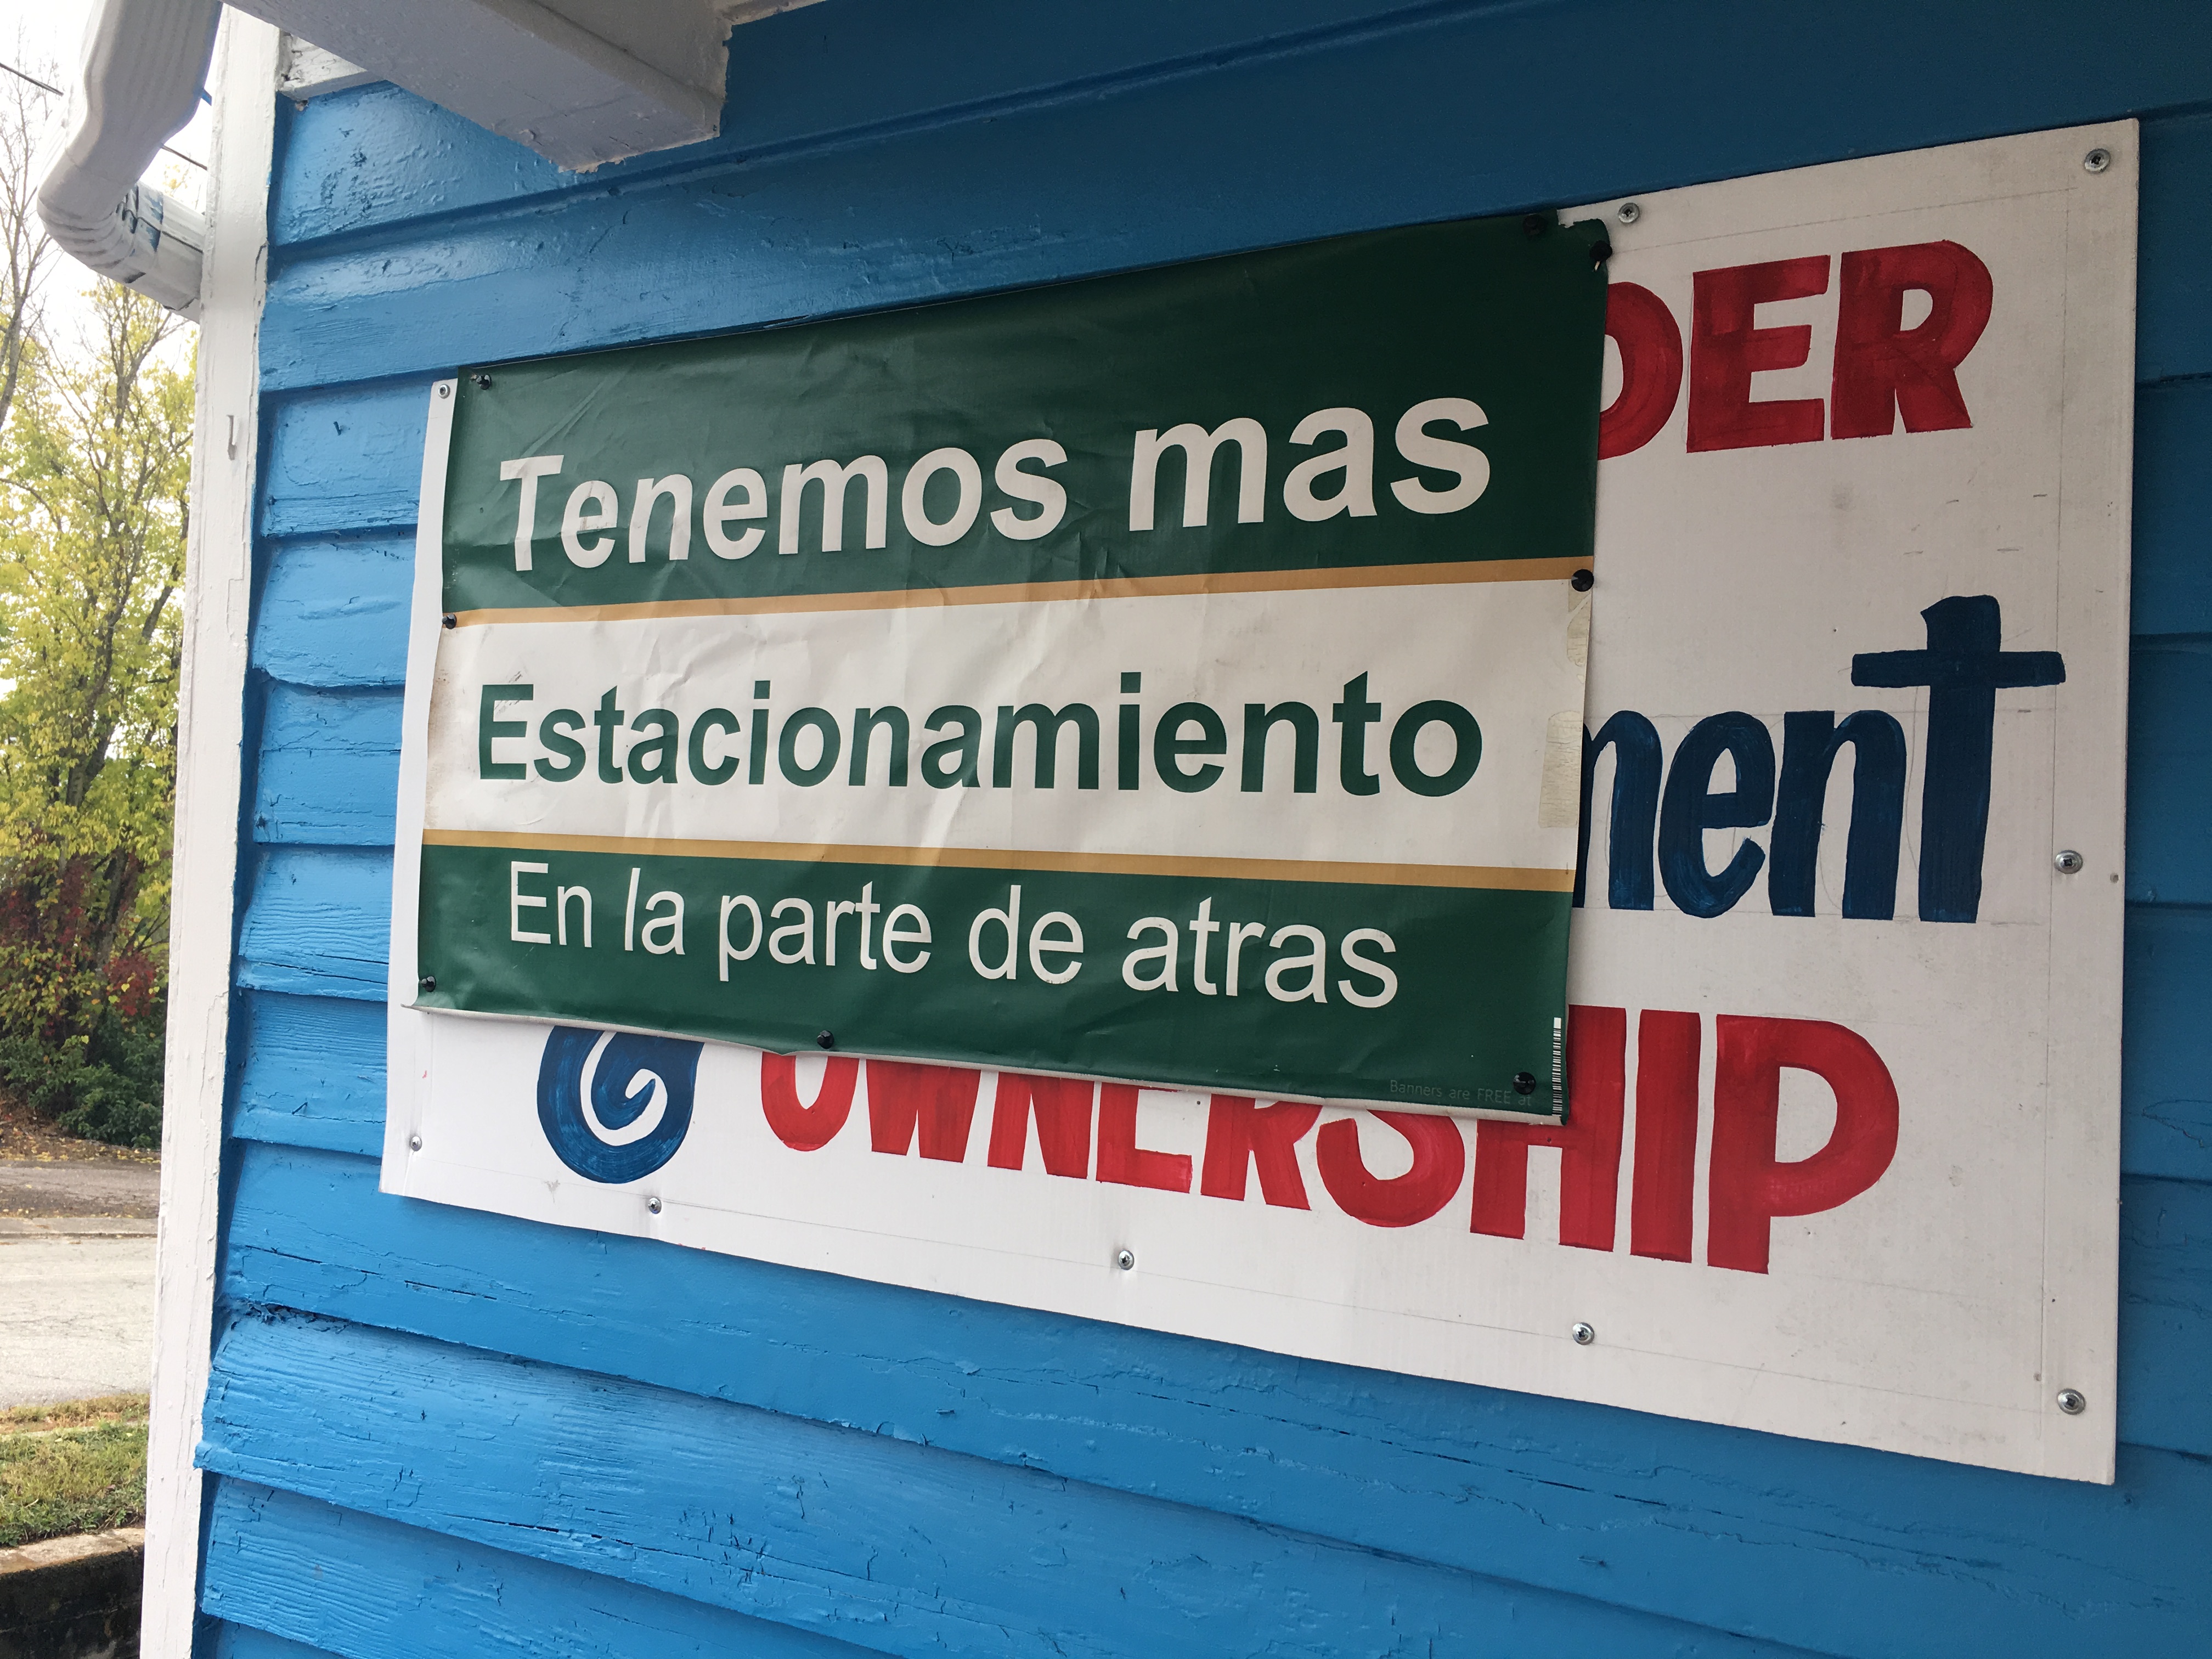 Tenemos mas
Estacionamiento
En la parte de atras
Banners are FREE at
DER
ment
& OWNERSHIP